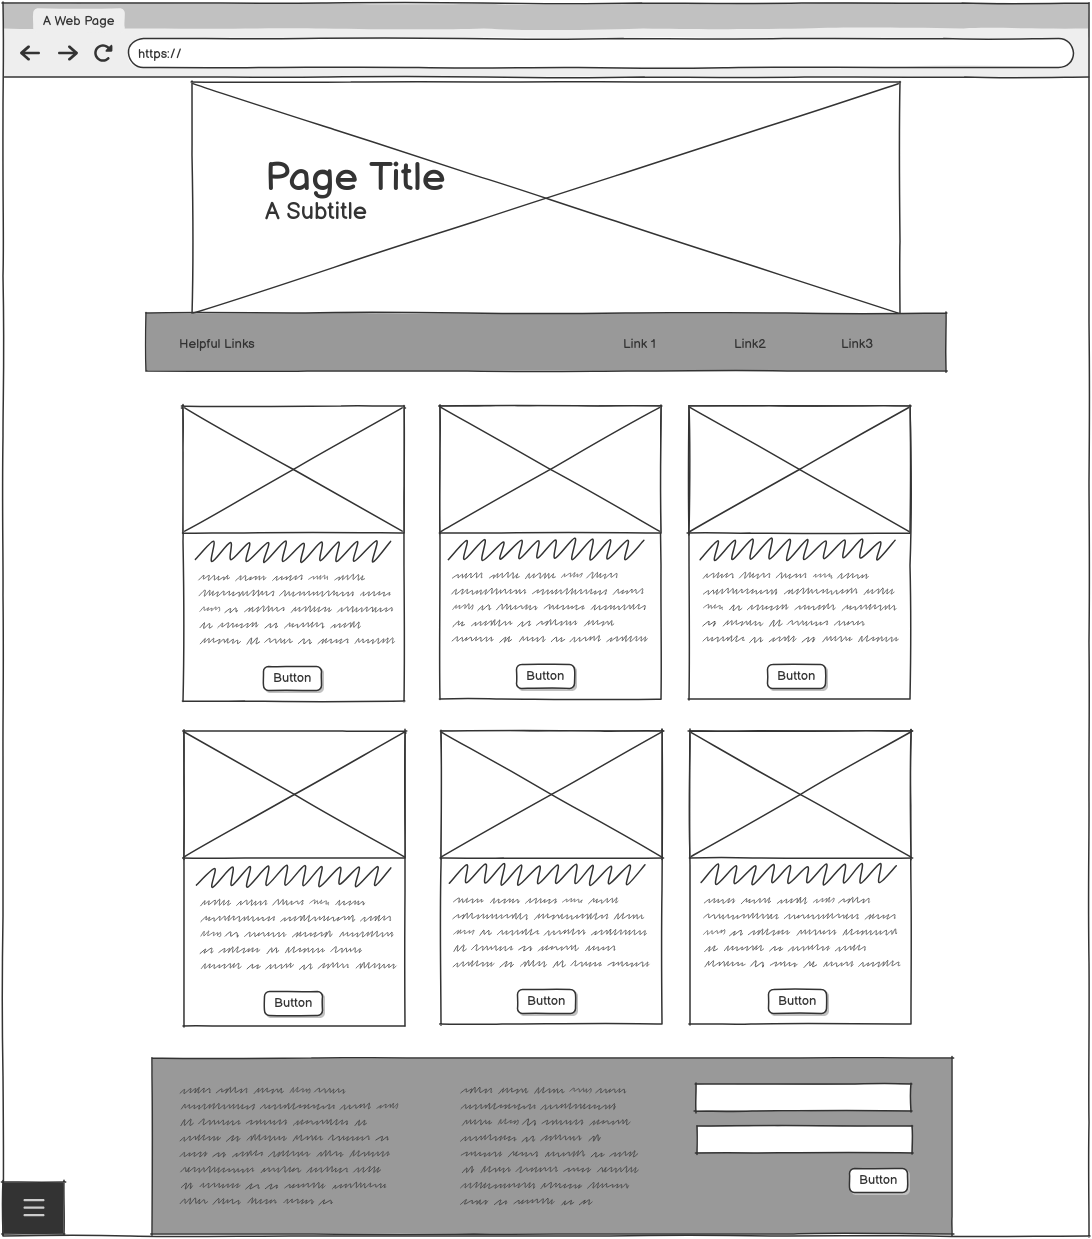 A Web Page
https://
Page Title
A Subtitle
Helpful Links Link 1 Link2 Link3
Button Button Button
Button Button Button
Button